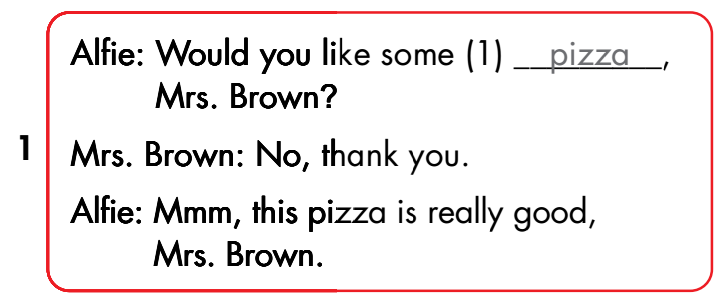 Alfie: Would you like some (1) __pizza__,
Mrs. Brown?
1 Mrs. Brown: No, thank you.
Alfie: Mmm, this pizza is really good,
Mrs. Brown.